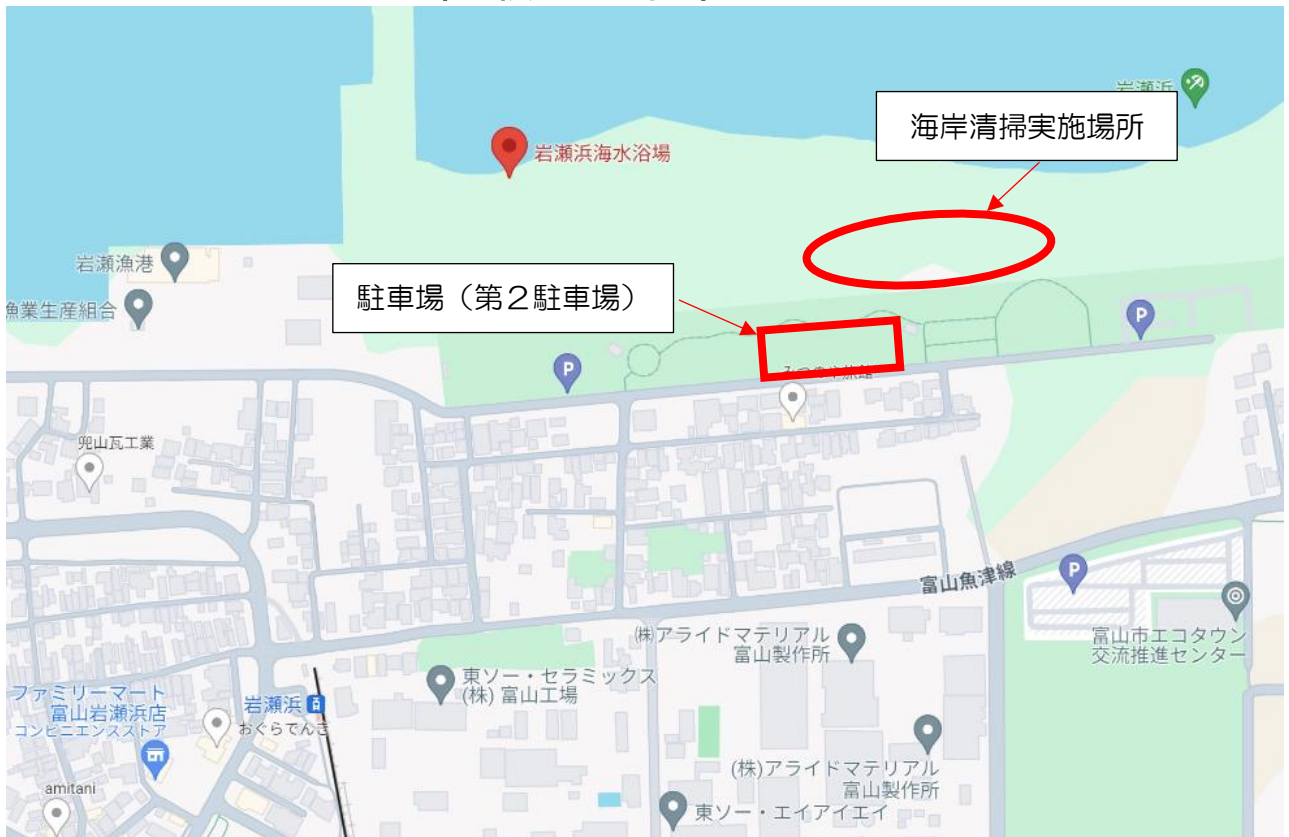 岩瀬浜
海岸清掃実施場所
岩瀬浜海水浴場
岩瀬漁港
駐車場（第２駐車場）
魚業生産組合
P
P
兜山瓦工業
富山魚津線
P
(株)アライドマテリアル
富山製作所
富山市エコタウン
交流推進センター
東ソー・セラミックス
(株) 富山工場
ファミリーマート
富山岩瀬浜店
コンビニエンスストア
岩瀬浜
おぐらでんき
(株)アライドマテリアル
富山製作所
amitani
東ソー・エイアイエイ